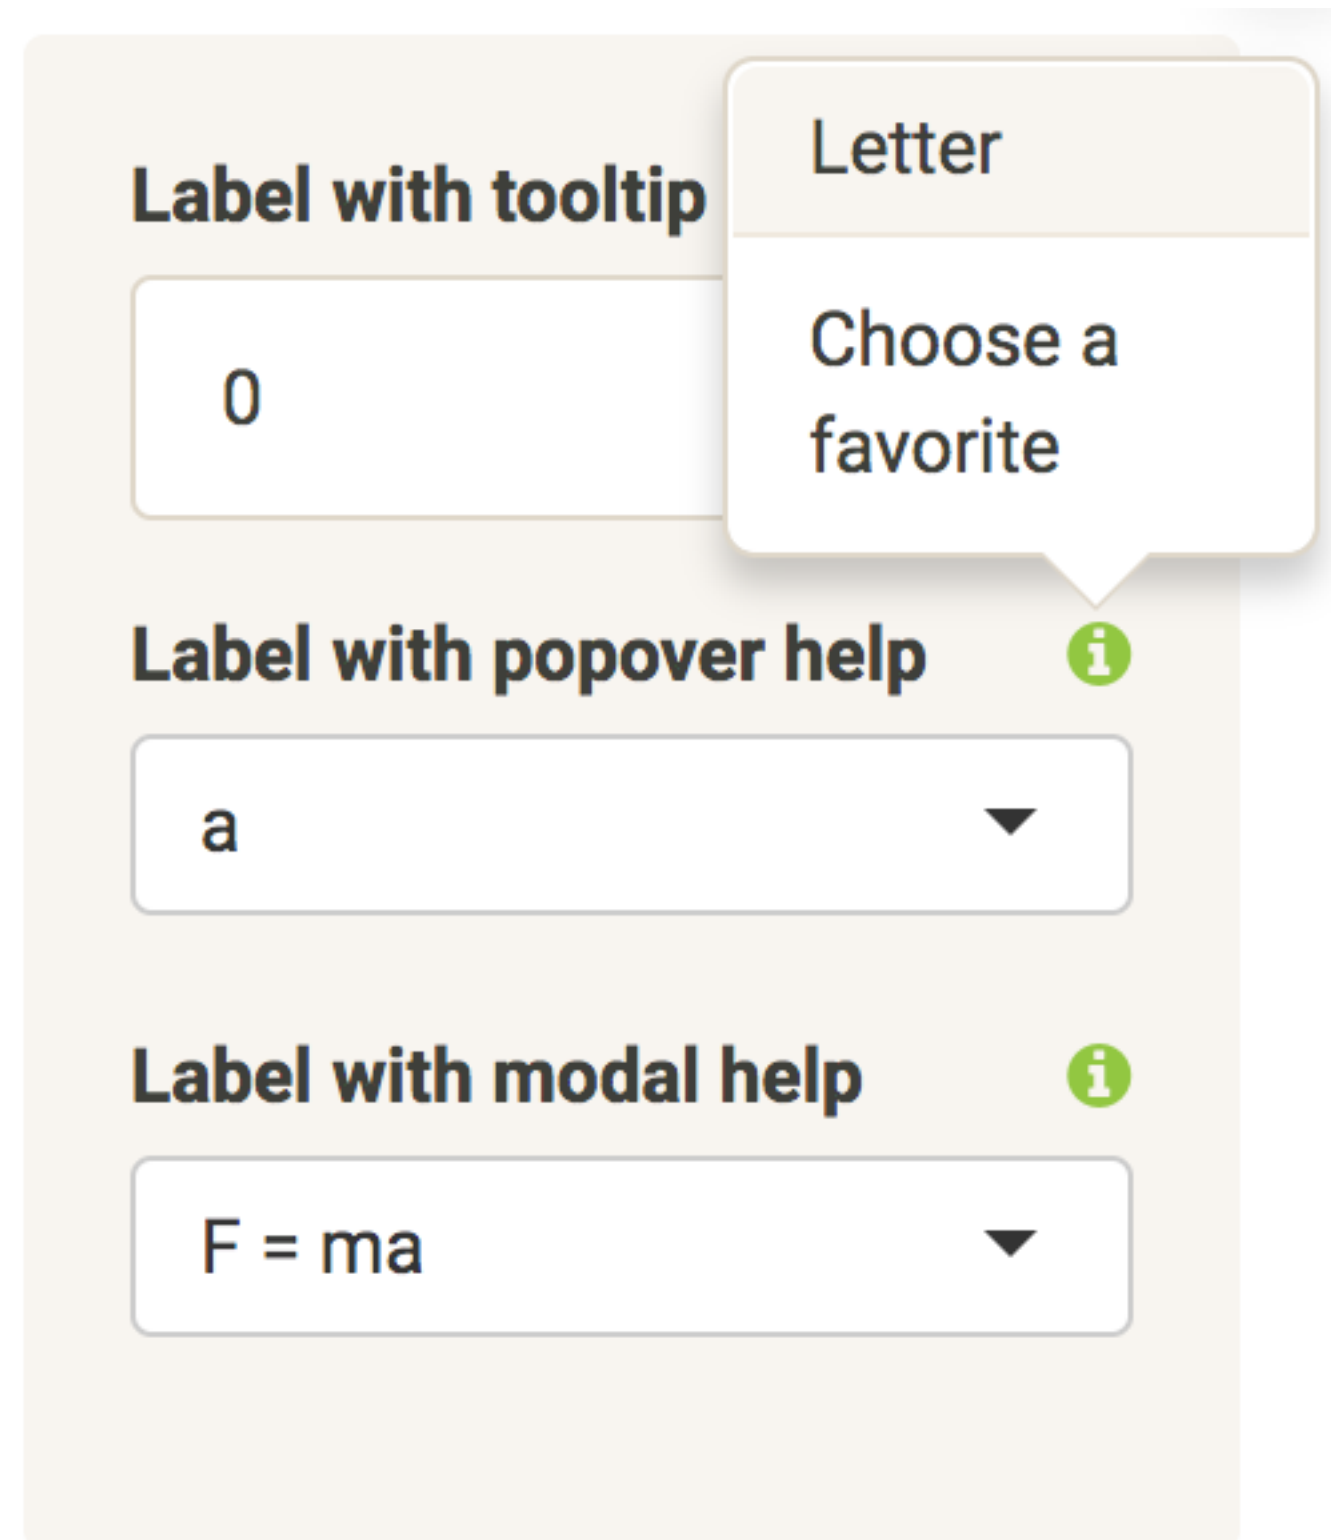 Letter
Label with tooltip
Choose a
favorite
0
Label with popover help
a
Label with modal help
F = ma